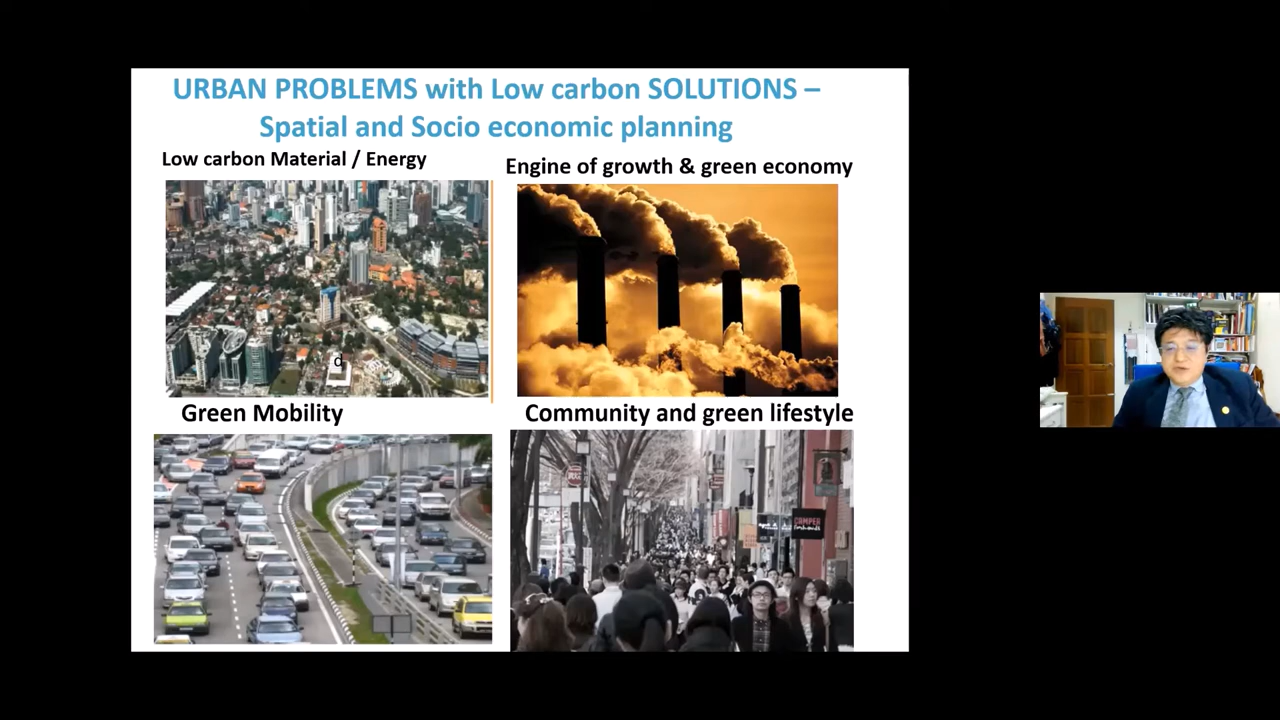 URBAN PROBLEMS with Low carbon SOLUTIONS –
Spatial and Socio economic planning
Low carbon Material / Energy
Engine of growth & green economy
d
Green Mobility
Community and green lifestyle
CAMPER